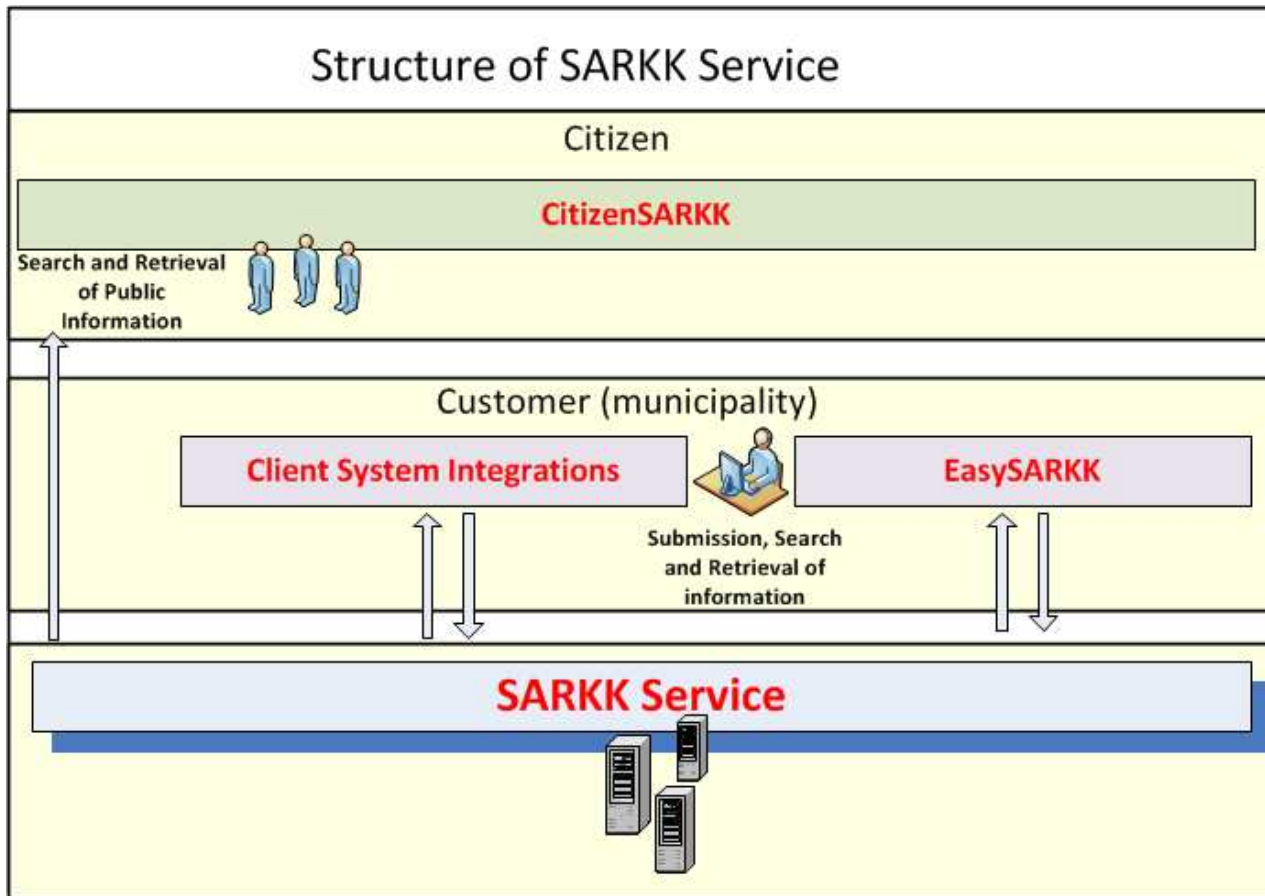 Structure of SARKK Service
Citizen
CitizenSARKK
Search and Retrieval
of Public
Information
Customer (municipality)
Client System Integrations
EasySARKK
Submission, Search
and Retrieval of
information
SARKK Service